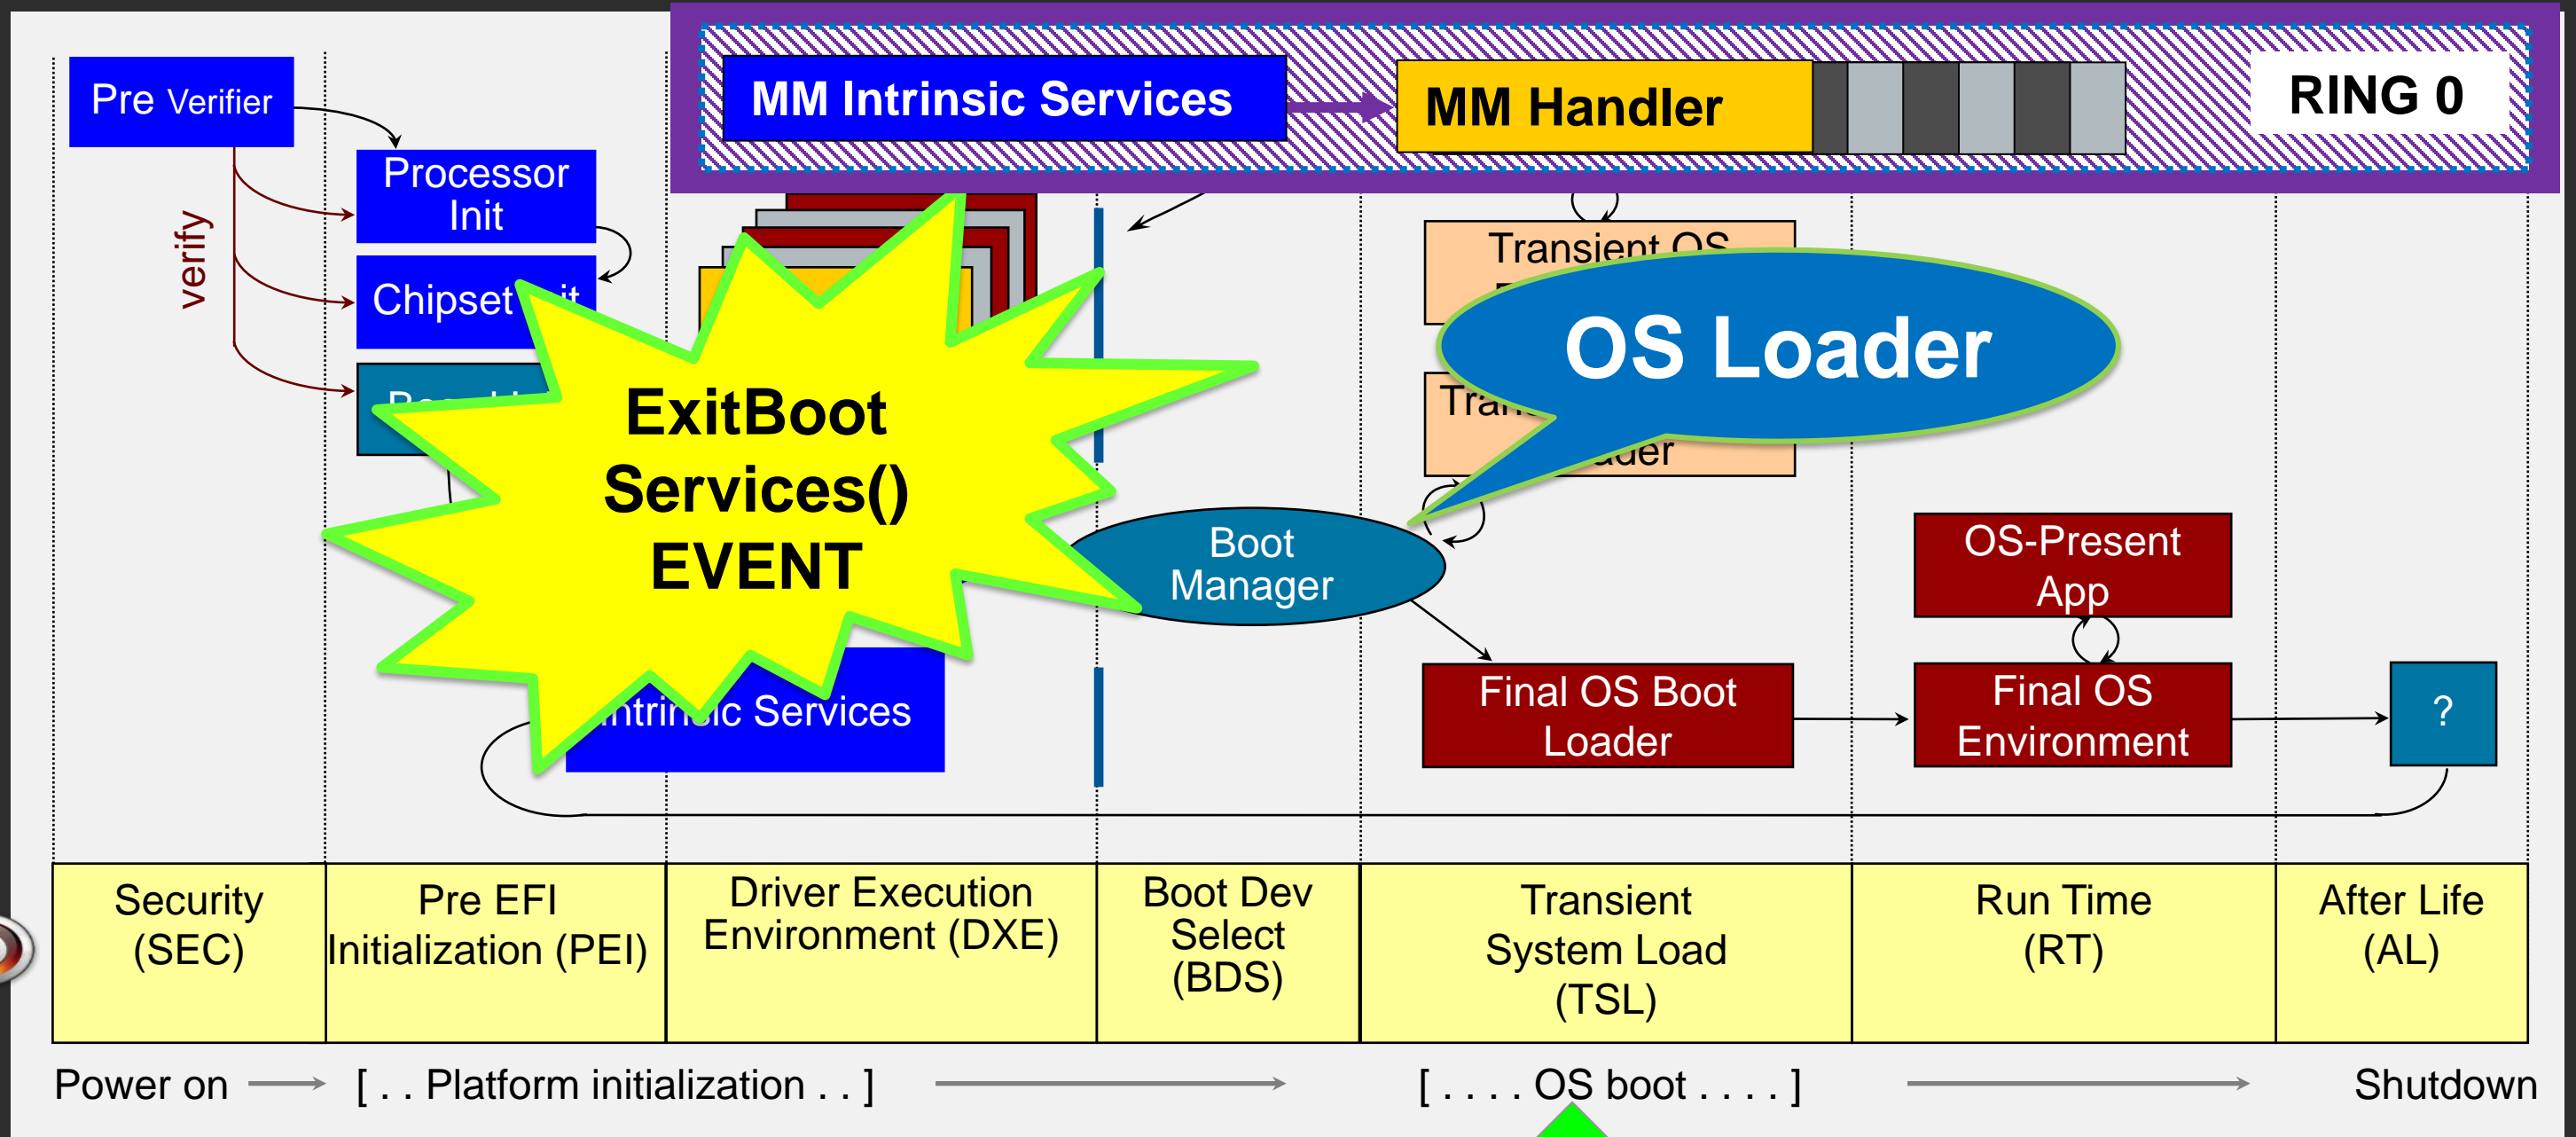 MM Intrinsic Services
MM Handler
RING 0
Pre Verifier
Processor
Init
verify
Chipset
Transient OS
OS Loader
ExitBoot
Services()
EVENT
Boot
Manager
OS-Present
App
Intrinsic Services
Final OS Boot
Loader
Final OS
Environment
?
Security
(SEC)
Pre EFI
Initialization (PEI)
Driver Execution
Environment (DXE)
Boot Dev
Select
(BDS)
Transient
System Load
(TSL)
Run Time
(RT)
After Life
(AL)
Power on
[ . . Platform initialization . . ]
[ . . . . OS boot . . . . ]
Shutdown